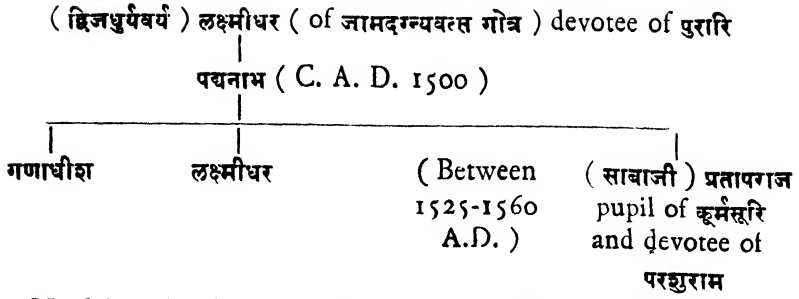 ( द्विजधुर्यवर्य ) लक्ष्मीधर ( of जामदग्न्यवत्स गोत्र ) devotee of पुरारि
पद्मनाभ ( C. A. D. 1500 )
गणाधीश लक्ष्मीधर ( Between ( साबाजी ) प्रतापराज
1525-1560 pupil of कूर्मसूरि
A.D. ) and devotee of
परशुराम